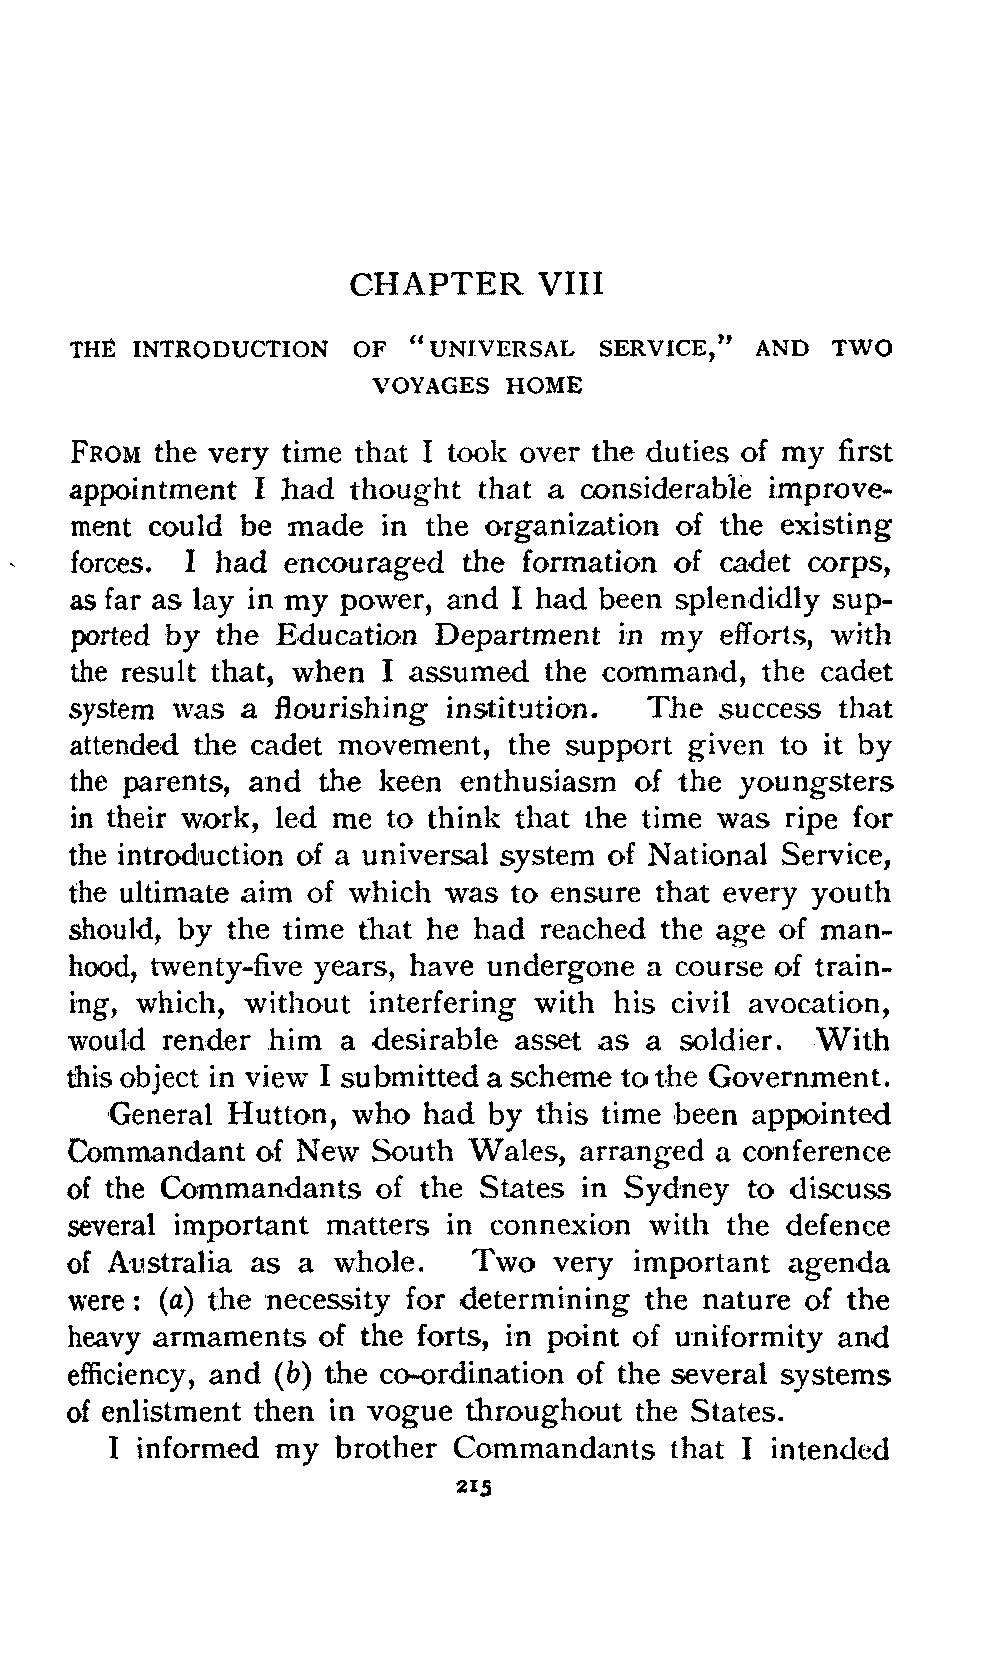 CHAPTER VIII
THE INTRODUCTION OF "UNIVERSAL SERVICE," AND TWO
VOYAGES HOME
FROM the very time that I took over the duties of my first
appointment I had thought that a considerable improve-
ment could be made in the organization of the existing
forces. I had encouraged the formation of cadet corps,
as far as lay in my power, and I had been splendidly sup-
ported by the Education Department in my efforts, with
the result that, when I assumed the command, the cadet
system was a flourishing institution. The success that
attended the cadet movement, the support given to it by
the parents, and the keen enthusiasm of the youngsters
in their work, led me to think that the time was ripe for
the introduction of a universal system of National Service,
the ultimate aim of which was to ensure that every youth
should, by the time that he had reached the age of man-
hood, twenty-five years, have undergone a course of train-
ing, which, without interfering with his civil avocation,
would render him a desirable asset as a soldier. With
this object in view I submitted a scheme to the Government.
General Hutton, who had by this time been appointed
Commandant of New South Wales, arranged a conference
of the Commandants of the States in Sydney to discuss
several important matters in connexion with the defence
of Australia as a whole. Two very important agenda
were: (a) the necessity for determining the nature of the
heavy armaments of the forts, in point of uniformity and
efficiency, and (b) the co-ordination of the several systems
of enlistment then in vogue throughout the States.
I informed my brother Commandants that I intended
215